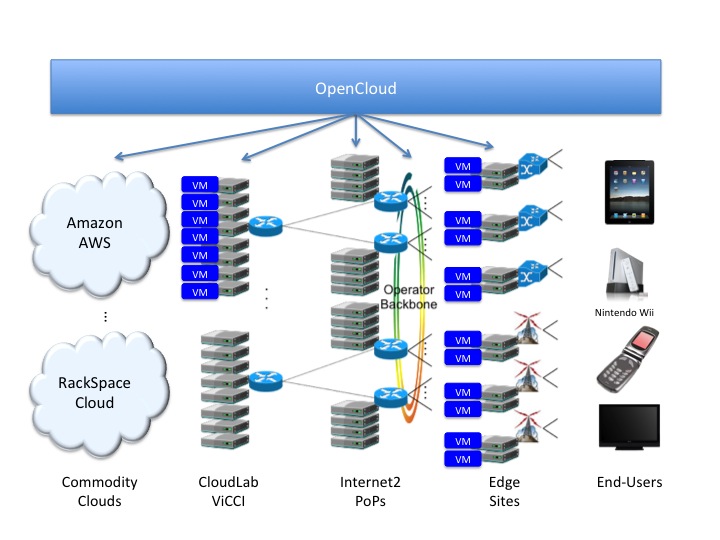 OpenCloud
Amazon
AWS
...
RackSpace
Cloud
VM
VM
VM
VM
VM
VM
VM
Operator
Backbone
VM
VM
VM
VM
VM
VM
VM
VM
VM
VM
VM
VM
Nintendo Wii
Commodity
Clouds
CloudLab
ViCCI
Internet2
PoPs
Edge
Sites
End-Users